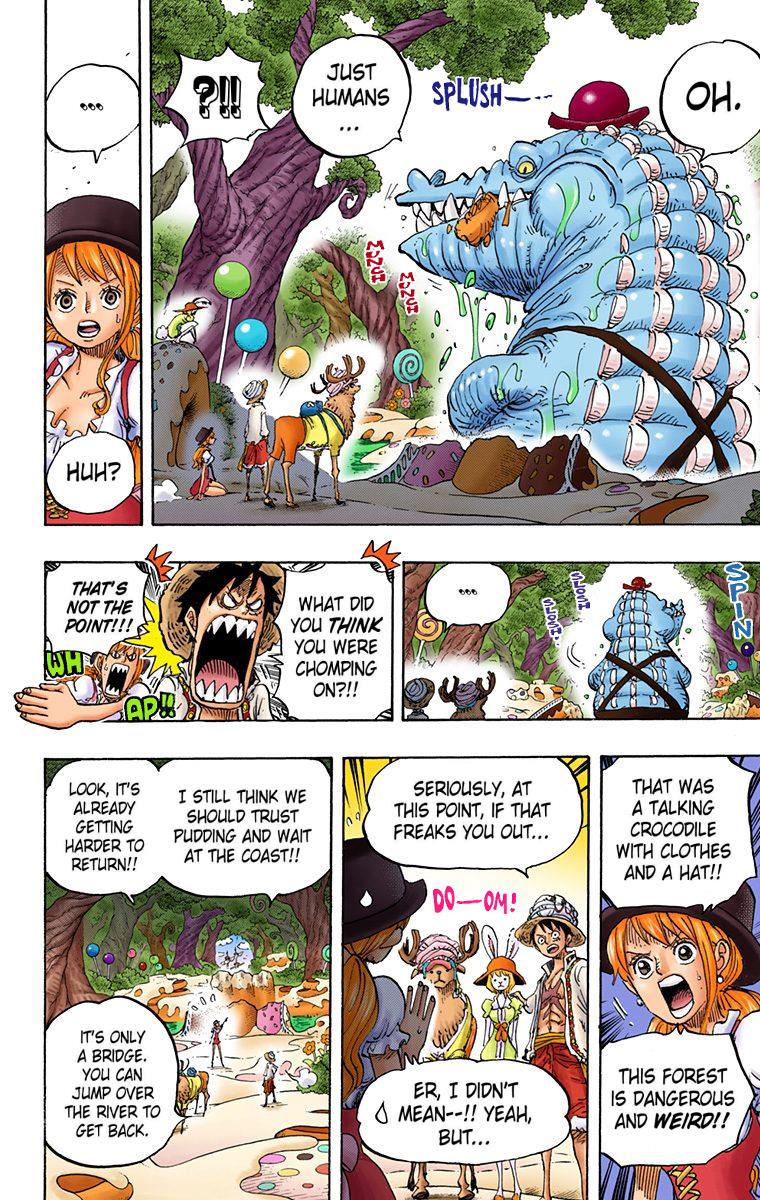 OH.
SPLUSH
JUST
HUMANS
...
?!!
MUNCH
MUNCH
...
HUH?
SPIN
SLOSH
SLOSH
...
WHAT DID
YOU THINK
YOU WERE
CHOMPING
ON?!!
THAT'S
NOT THE
POINT!!!
WH
AP!!
THAT WAS
A TALKING
CROCODILE
WITH CLOTHES
AND A HAT!!
THIS FOREST
IS DANGEROUS
AND WEIRD!!
SERIOUSLY, AT
THIS POINT, IF THAT
FREAKS YOU OUT...
DO—OM!
ER, I DIDN'T
MEAN--!! YEAH,
BUT...
I STILL THINK WE
SHOULD TRUST
PUDDING AND WAIT
AT THE COAST!!
LOOK, IT'S
ALREADY
GETTING
HARDER TO
RETURN!!
IT'S ONLY
A BRIDGE.
YOU CAN
JUMP OVER
THE RIVER TO
GET BACK.